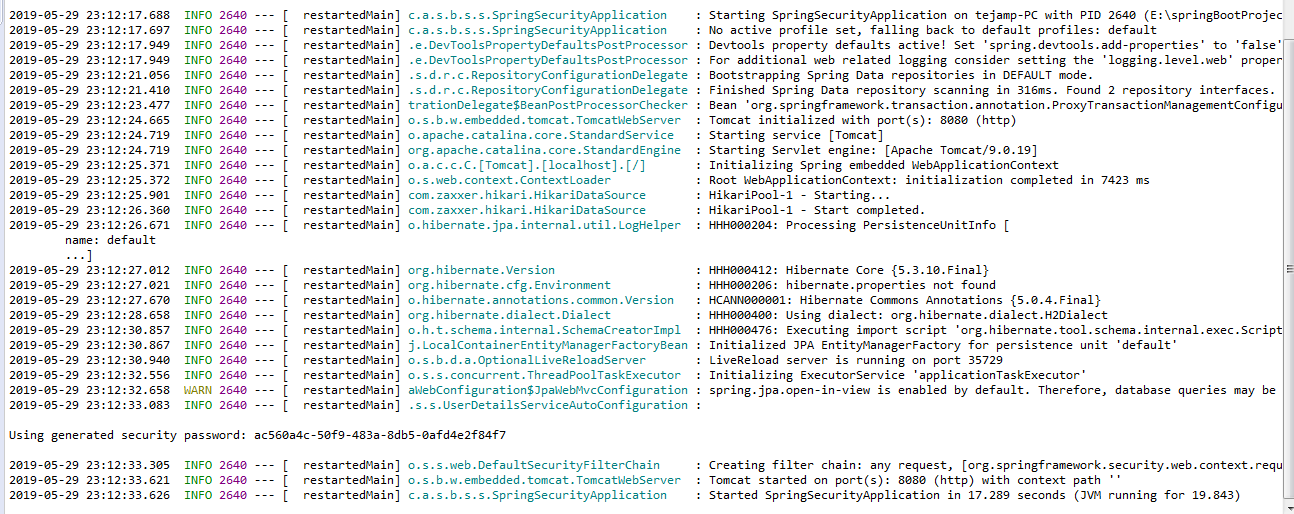 2019-05-29 23:12:17.688  INFO 2640 --- [  restartedMain] c.a.s.b.s.s.SpringSecurityApplication    : Starting SpringSecurityApplication on tejamp-PC with PID 2640 (E:\springBootProjec
2019-05-29 23:12:17.697  INFO 2640 --- [  restartedMain] c.a.s.b.s.s.SpringSecurityApplication    : No active profile set, falling back to default profiles: default
2019-05-29 23:12:17.949  INFO 2640 --- [  restartedMain] .e.DevToolsPropertyDefaultsPostProcessor : Devtools property defaults active! Set 'spring.devtools.add-properties' to 'false'
2019-05-29 23:12:17.949  INFO 2640 --- [  restartedMain] .e.DevToolsPropertyDefaultsPostProcessor : For additional web related logging consider setting the 'logging.level.web' proper
2019-05-29 23:12:21.056  INFO 2640 --- [  restartedMain] .s.d.r.c.RepositoryConfigurationDelegate : Bootstrapping Spring Data repositories in DEFAULT mode.
2019-05-29 23:12:21.410  INFO 2640 --- [  restartedMain] .s.d.r.c.RepositoryConfigurationDelegate : Finished Spring Data repository scanning in 316ms. Found 2 repository interfaces.
2019-05-29 23:12:23.477  INFO 2640 --- [  restartedMain] trationDelegate$BeanPostProcessorChecker : Bean 'org.springframework.transaction.annotation.ProxyTransactionManagementConfigu
2019-05-29 23:12:24.665  INFO 2640 --- [  restartedMain] o.s.b.w.embedded.tomcat.TomcatWebServer  : Tomcat initialized with port(s): 8080 (http)
2019-05-29 23:12:24.719  INFO 2640 --- [  restartedMain] o.apache.catalina.core.StandardService   : Starting service [Tomcat]
2019-05-29 23:12:24.719  INFO 2640 --- [  restartedMain] org.apache.catalina.core.StandardEngine  : Starting Servlet engine: [Apache Tomcat/9.0.19]
2019-05-29 23:12:25.371  INFO 2640 --- [  restartedMain] o.a.c.c.C.[Tomcat].[localhost].[/]       : Initializing Spring embedded WebApplicationContext
2019-05-29 23:12:25.372  INFO 2640 --- [  restartedMain] o.s.web.context.ContextLoader            : Root WebApplicationContext: initialization completed in 7423 ms
2019-05-29 23:12:25.901  INFO 2640 --- [  restartedMain] com.zaxxer.hikari.HikariDataSource       : HikariPool-1 - Starting...
2019-05-29 23:12:26.360  INFO 2640 --- [  restartedMain] com.zaxxer.hikari.HikariDataSource       : HikariPool-1 - Start completed.
2019-05-29 23:12:26.671  INFO 2640 --- [  restartedMain] o.hibernate.jpa.internal.util.LogHelper  : HHH000204: Processing PersistenceUnitInfo [
	name: default
	...]
2019-05-29 23:12:27.012  INFO 2640 --- [  restartedMain] org.hibernate.Version                    : HHH000412: Hibernate Core {5.3.10.Final}
2019-05-29 23:12:27.021  INFO 2640 --- [  restartedMain] org.hibernate.cfg.Environment            : HHH000206: hibernate.properties not found
2019-05-29 23:12:27.670  INFO 2640 --- [  restartedMain] o.hibernate.annotations.common.Version   : HCANN000001: Hibernate Commons Annotations {5.0.4.Final}
2019-05-29 23:12:28.658  INFO 2640 --- [  restartedMain] org.hibernate.dialect.Dialect            : HHH000400: Using dialect: org.hibernate.dialect.H2Dialect
2019-05-29 23:12:30.857  INFO 2640 --- [  restartedMain] o.h.t.schema.internal.SchemaCreatorImpl  : HHH000476: Executing import script 'org.hibernate.tool.schema.internal.exec.Script
2019-05-29 23:12:30.867  INFO 2640 --- [  restartedMain] j.LocalContainerEntityManagerFactoryBean : Initialized JPA EntityManagerFactory for persistence unit 'default'
2019-05-29 23:12:30.940  INFO 2640 --- [  restartedMain] o.s.b.d.a.OptionalLiveReloadServer       : LiveReload server is running on port 35729
2019-05-29 23:12:32.556  INFO 2640 --- [  restartedMain] o.s.s.concurrent.ThreadPoolTaskExecutor  : Initializing ExecutorService 'applicationTaskExecutor'
2019-05-29 23:12:32.658  WARN 2640 --- [  restartedMain] aWebConfiguration$JpaWebMvcConfiguration : spring.jpa.open-in-view is enabled by default. Therefore, database queries may be
2019-05-29 23:12:33.083  INFO 2640 --- [  restartedMain] .s.s.UserDetailsServiceAutoConfiguration :
Using generated security password: ac560a4c-50f9-483a-8db5-0afd4e2f84f7
2019-05-29 23:12:33.305  INFO 2640 --- [  restartedMain] o.s.s.web.DefaultSecurityFilterChain     : Creating filter chain: any request, [org.springframework.security.web.context.requ
2019-05-29 23:12:33.621  INFO 2640 --- [  restartedMain] o.s.b.w.embedded.tomcat.TomcatWebServer  : Tomcat started on port(s): 8080 (http) with context path ''
2019-05-29 23:12:33.626  INFO 2640 --- [  restartedMain] c.a.s.b.s.s.SpringSecurityApplication    : Started SpringSecurityApplication in 17.289 seconds (JVM running for 19.843)